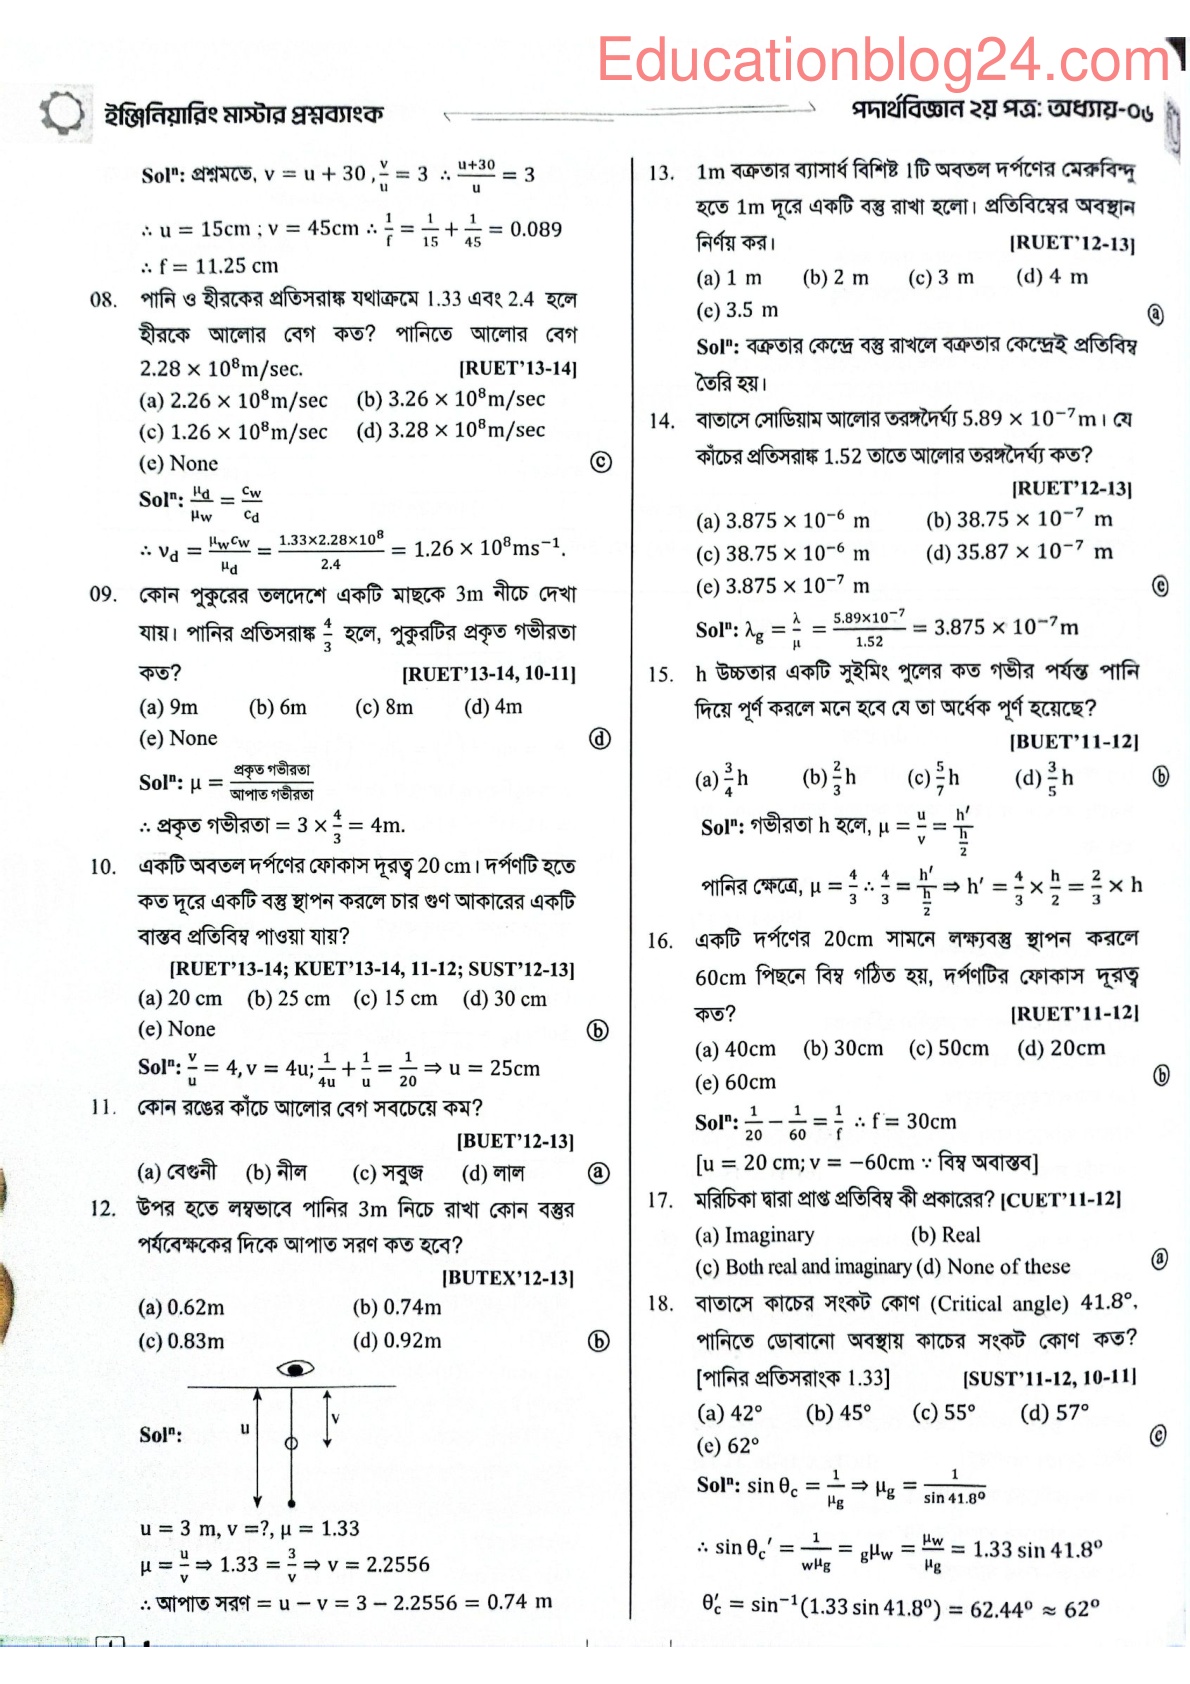 Educationblog24.com
ইঞ্জিনিয়ারিং মাস্টার প্রশ্নব্যাংক
পদার্থবিজ্ঞান ২য় পত্র: অধ্যায়-০৬
Solⁿ: প্রশ্নমতে, v = u + 30 , v/u = 3 ∴ (u+30)/u = 3
∴ u = 15cm ; v = 45cm ∴ 1/f = 1/15 + 1/45 = 0.089
∴ f = 11.25 cm
08. পানি ও হীরকের প্রতিসরাঙ্ক যথাক্রমে 1.33 এবং 2.4 হলে
হীরকে আলোর বেগ কত? পানিতে আলোর বেগ
2.28 × 10⁸m/sec. [RUET'13-14]
(a) 2.26 × 10⁸m/sec (b) 3.26 × 10⁸m/sec
(c) 1.26 × 10⁸m/sec (d) 3.28 × 10⁸m/sec
(e) None ⓒ
Solⁿ: μd/μw = cw/cd
∴ vd = μwcw/μd = (1.33×2.28×10⁸)/2.4 = 1.26 × 10⁸ms⁻¹.
09. কোন পুকুরের তলদেশে একটি মাছকে 3m নীচে দেখা
যায়। পানির প্রতিসরাঙ্ক 4/3 হলে, পুকুরটির প্রকৃত গভীরতা
কত? [RUET'13-14, 10-11]
(a) 9m (b) 6m (c) 8m (d) 4m
(e) None ⓓ
Solⁿ: μ = প্রকৃত গভীরতা/আপাত গভীরতা
∴ প্রকৃত গভীরতা = 3 × 4/3 = 4m.
10. একটি অবতল দর্পণের ফোকাস দূরত্ব 20 cm। দর্পণটি হতে
কত দূরে একটি বস্তু স্থাপন করলে চার গুণ আকারের একটি
বাস্তব প্রতিবিম্ব পাওয়া যায়?
[RUET'13-14; KUET'13-14, 11-12; SUST'12-13]
(a) 20 cm (b) 25 cm (c) 15 cm (d) 30 cm
(e) None ⓑ
Solⁿ: v/u = 4, v = 4u; 1/4u + 1/u = 1/20 ⇒ u = 25cm
11. কোন রঙের কাঁচে আলোর বেগ সবচেয়ে কম?
[BUET'12-13]
(a) বেগুনী (b) নীল (c) সবুজ (d) লাল ⓐ
12. উপর হতে লম্বভাবে পানির 3m নিচে রাখা কোন বস্তুর
পর্যবেক্ষকের দিকে আপাত সরণ কত হবে?
[BUTEX'12-13]
(a) 0.62m (b) 0.74m
(c) 0.83m (d) 0.92m ⓑ
Solⁿ: u v
u = 3 m, v =?, μ = 1.33
μ = u/v ⇒ 1.33 = 3/v ⇒ v = 2.2556
∴ আপাত সরণ = u − v = 3 − 2.2556 = 0.74 m
13. 1m বক্রতার ব্যাসার্ধ বিশিষ্ট 1টি অবতল দর্পণের মেরুবিন্দু
হতে 1m দূরে একটি বস্তু রাখা হলো। প্রতিবিম্বের অবস্থান
নির্ণয় কর। [RUET'12-13]
(a) 1 m (b) 2 m (c) 3 m (d) 4 m
(e) 3.5 m ⓐ
Solⁿ: বক্রতার কেন্দ্রে বস্তু রাখলে বক্রতার কেন্দ্রেই প্রতিবিম্ব
তৈরি হয়।
14. বাতাসে সোডিয়াম আলোর তরঙ্গদৈর্ঘ্য 5.89 × 10⁻⁷m। যে
কাঁচের প্রতিসরাঙ্ক 1.52 তাতে আলোর তরঙ্গদৈর্ঘ্য কত?
[RUET'12-13]
(a) 3.875 × 10⁻⁶ m (b) 38.75 × 10⁻⁷ m
(c) 38.75 × 10⁻⁶ m (d) 35.87 × 10⁻⁷ m
(e) 3.875 × 10⁻⁷ m ⓔ
Solⁿ: λg = λ/μ = (5.89×10⁻⁷)/1.52 = 3.875 × 10⁻⁷m
15. h উচ্চতার একটি সুইমিং পুলের কত গভীর পর্যন্ত পানি
দিয়ে পূর্ণ করলে মনে হবে যে তা অর্ধেক পূর্ণ হয়েছে?
[BUET'11-12]
(a) 3/4 h (b) 2/3 h (c) 5/7 h (d) 3/5 h ⓑ
Solⁿ: গভীরতা h হলে, μ = u/v = h′/(h/2)
পানির ক্ষেত্রে, μ = 4/3 ∴ 4/3 = h′/(h/2) ⇒ h′ = 4/3 × h/2 = 2/3 × h
16. একটি দর্পণের 20cm সামনে লক্ষ্যবস্তু স্থাপন করলে
60cm পিছনে বিম্ব গঠিত হয়, দর্পণটির ফোকাস দূরত্ব
কত? [RUET'11-12]
(a) 40cm (b) 30cm (c) 50cm (d) 20cm
(e) 60cm ⓑ
Solⁿ: 1/20 − 1/60 = 1/f ∴ f = 30cm
[u = 20 cm; v = −60cm ∵ বিম্ব অবাস্তব]
17. মরিচিকা দ্বারা প্রাপ্ত প্রতিবিম্ব কী প্রকারের? [CUET'11-12]
(a) Imaginary (b) Real
(c) Both real and imaginary (d) None of these ⓐ
18. বাতাসে কাচের সংকট কোণ (Critical angle) 41.8°,
পানিতে ডোবানো অবস্থায় কাচের সংকট কোণ কত?
[পানির প্রতিসরাংক 1.33] [SUST'11-12, 10-11]
(a) 42° (b) 45° (c) 55° (d) 57°
(e) 62° ⓔ
Solⁿ: sin θc = 1/μg ⇒ μg = 1/sin 41.8°
∴ sin θc′ = 1/wμg = gμw = μw/μg = 1.33 sin 41.8°
θ′c = sin⁻¹(1.33 sin 41.8°) = 62.44° ≈ 62°